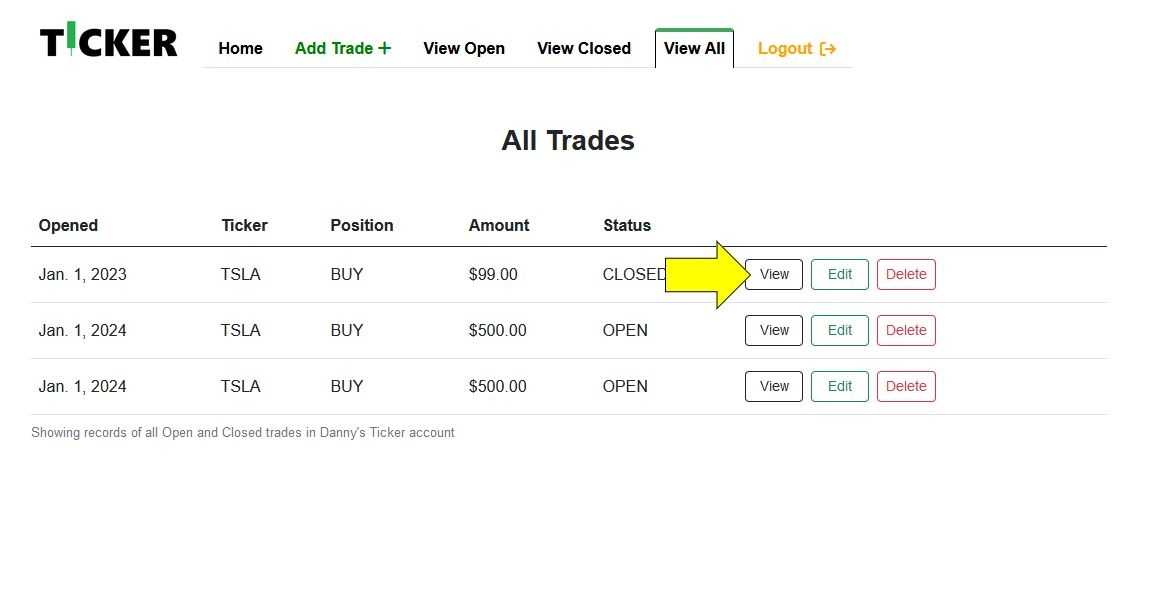 TICKER Home Add Trade + View Open View Closed View All Logout
All Trades
Opened Ticker Position Amount Status
Jan. 1, 2023 TSLA BUY $99.00 CLOSED View Edit Delete
Jan. 1, 2024 TSLA BUY $500.00 OPEN View Edit Delete
Jan. 1, 2024 TSLA BUY $500.00 OPEN View Edit Delete
Showing records of all Open and Closed trades in Danny's Ticker account